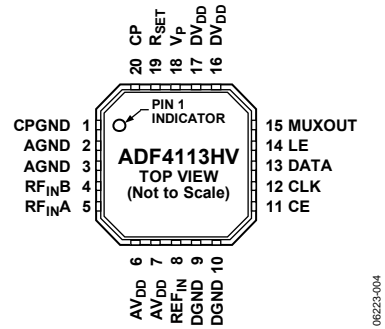 20 CP
19 RSET
18 VP
17 DVDD
16 DVDD
PIN 1
INDICATOR
CPGND 1
AGND 2
AGND 3
RFINB 4
RFINA 5
ADF4113HV
TOP VIEW
(Not to Scale)
15 MUXOUT
14 LE
13 DATA
12 CLK
11 CE
AVDD 6
AVDD 7
REFIN 8
DGND 9
DGND 10
06223-004